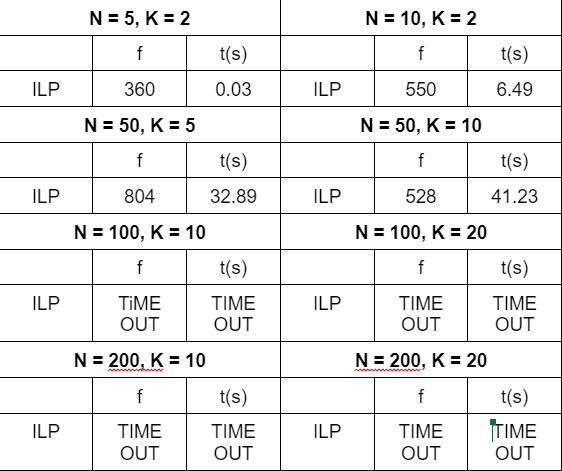 N = 5, K = 2 N = 10, K = 2
f t(s) f t(s)
ILP 360 0.03 ILP 550 6.49
N = 50, K = 5 N = 50, K = 10
f t(s) f t(s)
ILP 804 32.89 ILP 528 41.23
N = 100, K = 10 N = 100, K = 20
f t(s) f t(s)
ILP TiME TIME ILP TIME TIME
OUT OUT OUT OUT
N = 200, K = 10 N = 200, K = 20
f t(s) f t(s)
ILP TIME TIME ILP TIME TIME
OUT OUT OUT OUT